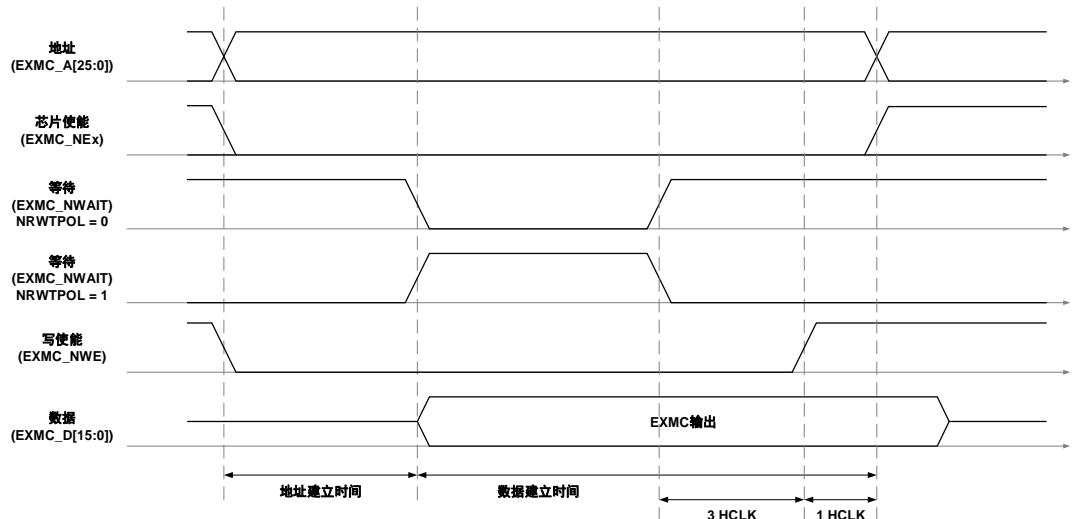 地址
(EXMC_A[25:0])
芯片使能
(EXMC_NEx)
等待
(EXMC_NWAIT)
NRWTPOL = 0
等待
(EXMC_NWAIT)
NRWTPOL = 1
写使能
(EXMC_NWE)
数据
(EXMC_D[15:0])
EXMC输出
地址建立时间
数据建立时间
3 HCLK
1 HCLK